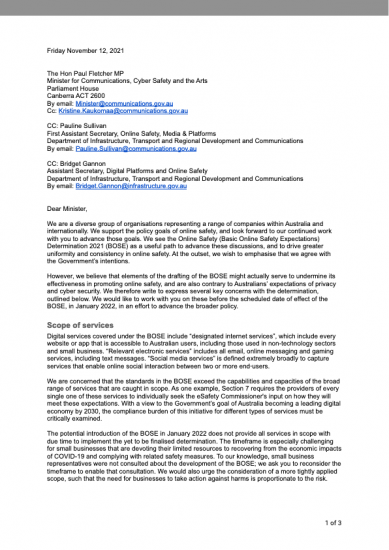 Friday November 12, 2021
The Hon Paul Fletcher MP
Minister for Communications, Cyber Safety and the Arts
Parliament House
Canberra ACT 2600
By email: Minister@communications.gov.au
Cc: Kristine.Kaukomaa@communications.gov.au
CC: Pauline Sullivan
First Assistant Secretary, Online Safety, Media & Platforms
Department of Infrastructure, Transport and Regional Development and Communications
By email: Pauline.Sullivan@communications.gov.au
CC: Bridget Gannon
Assistant Secretary, Digital Platforms and Online Safety
Department of Infrastructure, Transport and Regional Development and Communications
By email: Bridget.Gannon@infrastructure.gov.au
Dear Minister,
We are a diverse group of organisations representing a range of companies within Australia and
internationally. We support the policy goals of online safety, and look forward to our continued work
with you to advance those goals. We see the Online Safety (Basic Online Safety Expectations)
Determination 2021 (BOSE) as a useful path to advance these discussions, and to drive greater
uniformity and consistency in online safety. At the outset, we wish to emphasise that we agree with
the Government's intentions.
However, we believe that elements of the drafting of the BOSE might actually serve to undermine its
effectiveness in promoting online safety, and are also contrary to Australians' expectations of privacy
and cyber security. We therefore write to express several key concerns with the determination,
outlined below. We would like to work with you on these before the scheduled date of effect of the
BOSE, in January 2022, in an effort to advance the broader policy.
Scope of services
Digital services covered under the BOSE include "designated internet services", which include every
website or app that is accessible to Australian users, including those used in non-technology sectors
and small business. "Relevant electronic services" includes all email, online messaging and gaming
services, including text messages. "Social media services" is defined extremely broadly to capture
services that enable online social interaction between two or more end-users.
We are concerned that the standards in the BOSE exceed the capabilities and capacities of the broad
range of services that are caught in scope. As one example, Section 7 requires the providers of every
single one of these services to individually seek the eSafety Commissioner's input on how they will
meet these expectations. With a view to the Government's goal of Australia becoming a leading digital
economy by 2030, the compliance burden of this initiative for different types of services must be
critically examined.
The potential introduction of the BOSE in January 2022 does not provide all services in scope with
due time to implement the yet to be finalised determination. The timeframe is especially challenging
for small businesses that are devoting their limited resources to recovering from the economic impacts
of COVID-19 and complying with related safety measures. To our knowledge, small business
representatives were not consulted about the development of the BOSE; we ask you to reconsider the
timeframe to enable that consultation. We would also urge the consideration of a more tightly applied
scope, such that the need for businesses to take action against harms is proportionate to the risk.
1 of 3